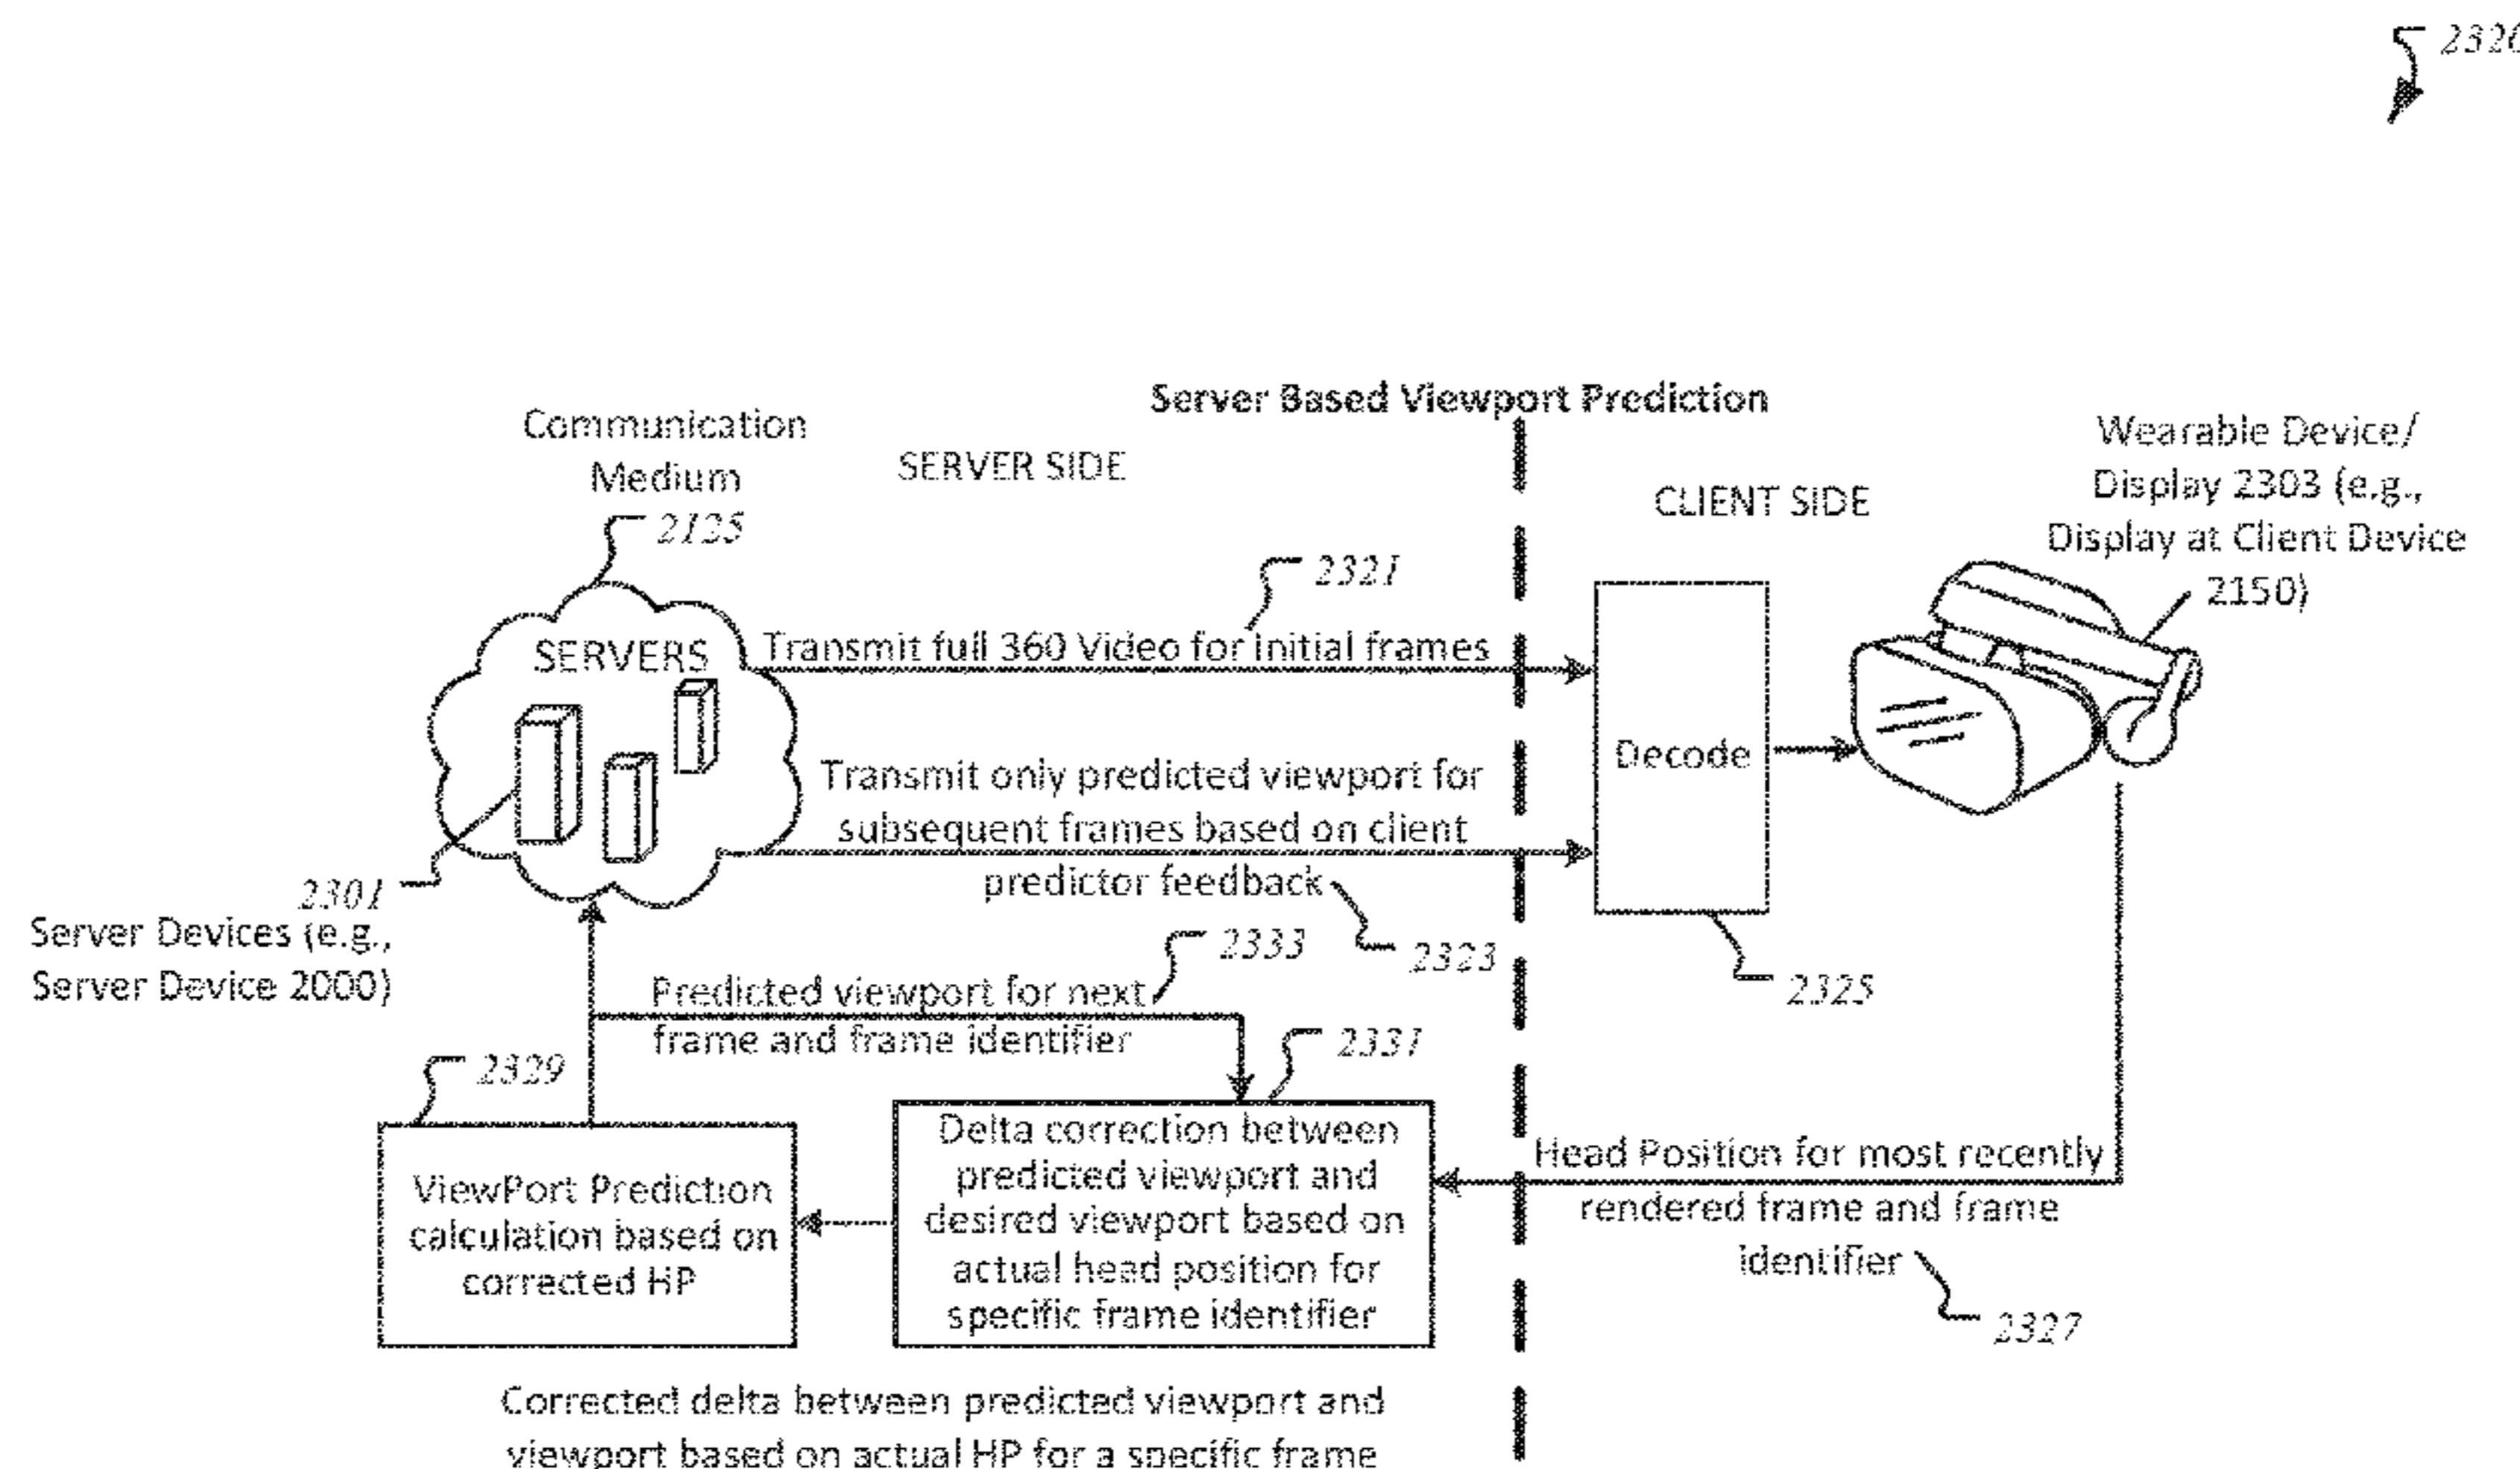 2320
Server Based Viewport Prediction
Communication
Medium
2125
SERVER SIDE
CLIENT SIDE
Wearable Device/
Display 2303 (e.g.,
Display at Client Device
2150)
2321
SERVERS
Transmit full 360 Video for Initial frames
Decode
Transmit only predicted viewport for
subsequent frames based on client
predictor feedback
2323
2301
Server Devices (e.g.,
Server Device 2000)
2325
2333
Predicted viewport for next
frame and frame identifier
2329
2331
ViewPort Prediction
calculation based on
corrected HP
Delta correction between
predicted viewport and
desired viewport based on
actual head position for
specific frame identifier
Head Position for most recently
rendered frame and frame
identifier
2327
Corrected delta between predicted viewport and
viewport based on actual HP for a specific frame